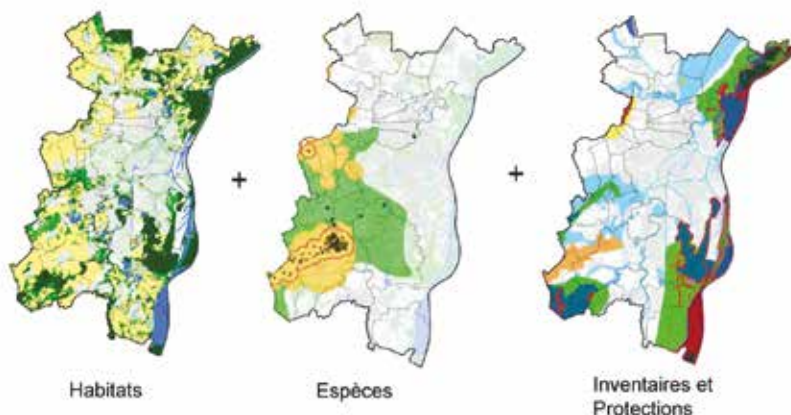 +
+
Habitats
Espèces
Inventaires et
Protections